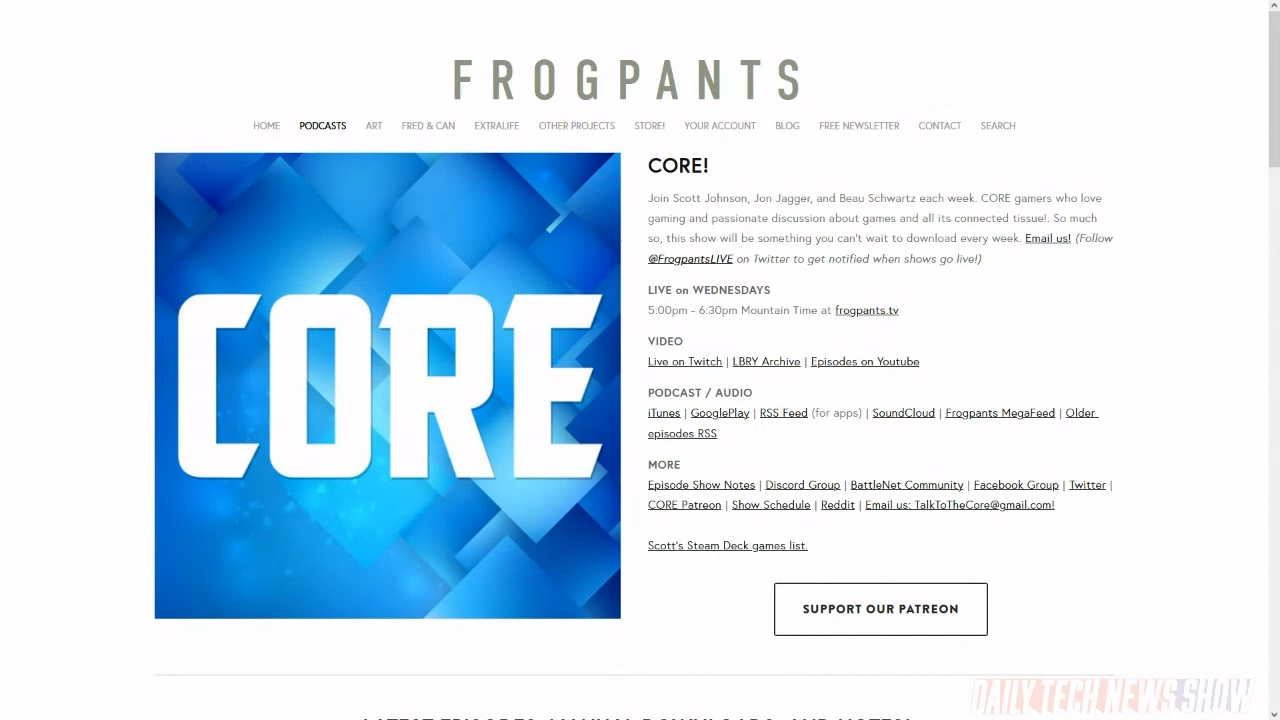 FROGPANTS
HOME PODCASTS ART FRED & CAN EXTRALIFE OTHER PROJECTS STORE! YOUR ACCOUNT BLOG FREE NEWSLETTER CONTACT SEARCH
CORE
CORE!
Join Scott Johnson, Jon Jagger, and Beau Schwartz each week. CORE gamers who love
gaming and passionate discussion about games and all its connected tissue!. So much
so, this show will be something you can't wait to download every week. Email us! (Follow
@FrogpantsLIVE on Twitter to get notified when shows go live!)
LIVE on WEDNESDAYS
5:00pm - 6:30pm Mountain Time at frogpants.tv
VIDEO
Live on Twitch | LBRY Archive | Episodes on Youtube
PODCAST / AUDIO
iTunes | GooglePlay | RSS Feed (for apps) | SoundCloud | Frogpants MegaFeed | Older
episodes RSS
MORE
Episode Show Notes | Discord Group | BattleNet Community | Facebook Group | Twitter |
CORE Patreon | Show Schedule | Reddit | Email us: TalkToTheCore@gmail.com!
Scott's Steam Deck games list.
SUPPORT OUR PATREON
DAILY TECH NEWS SHOW